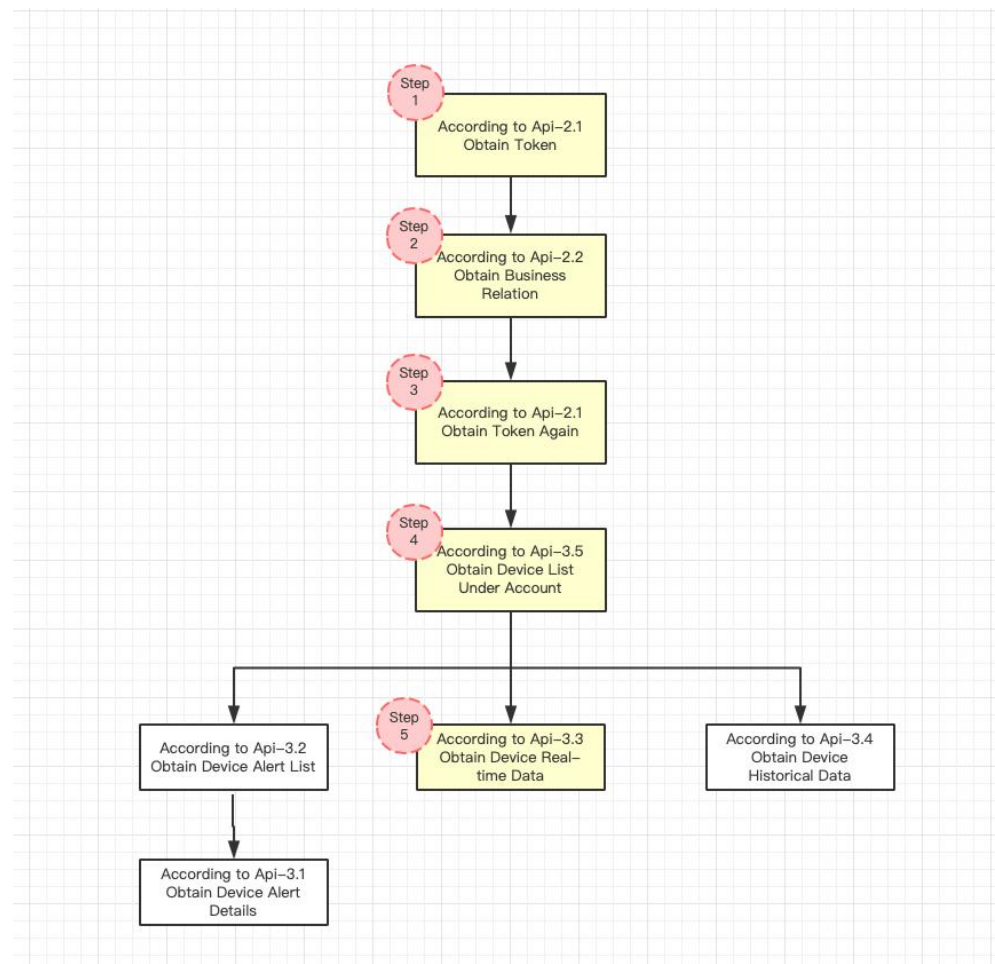 Step
1
According to Api-2.1
Obtain Token
Step
2
According to Api-2.2
Obtain Business
Relation
Step
3
According to Api-2.1
Obtain Token Again
Step
4
According to Api-3.5
Obtain Device List
Under Account
According to Api-3.2
Obtain Device Alert List
Step
5
According to Api-3.3
Obtain Device Real-
time Data
According to Api-3.4
Obtain Device
Historical Data
According to Api-3.1
Obtain Device Alert
Details